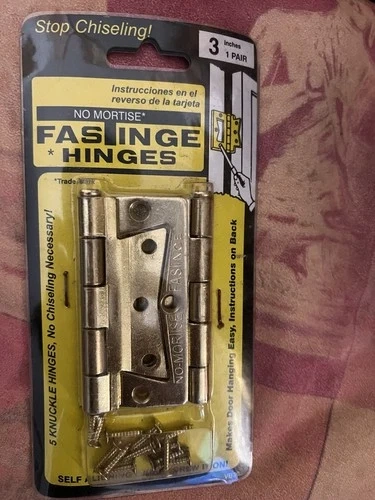 Stop Chiseling!
3 inches
1 PAIR
Instrucciones en el
reverso de la tarjeta
NO MORTISE*
FASTINGE
* HINGES
5 KNUCKLE HINGES, No Chiseling Necessary!
NO-MORTISE FASTINGE
Makes Door Hanging Easy, Instructions on Back
SELF